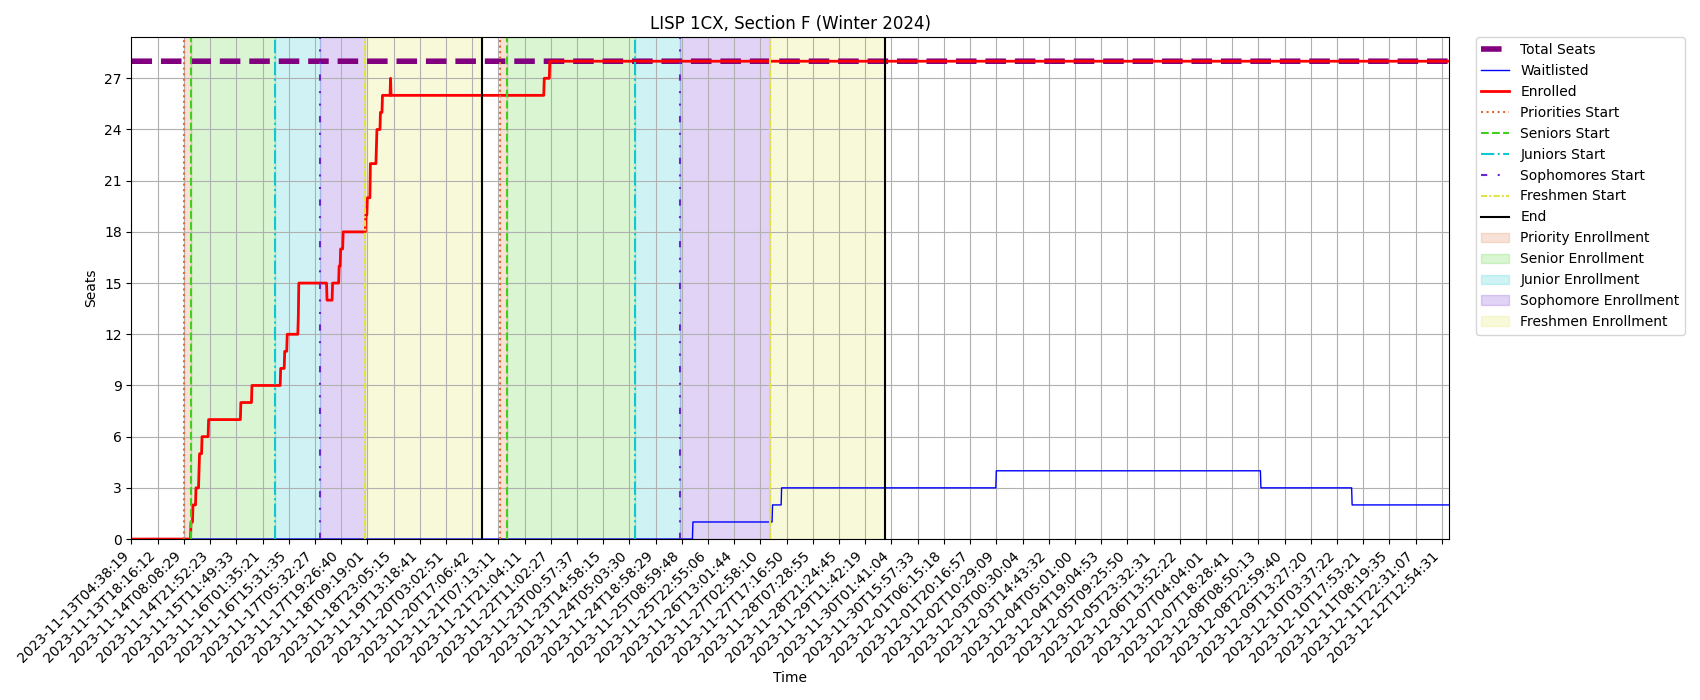 LISP 1CX, Section F (Winter 2024)
Total Seats
Waitlisted
Enrolled
Priorities Start
Seniors Start
Juniors Start
Sophomores Start
Freshmen Start
End
Priority Enrollment
Senior Enrollment
Junior Enrollment
Sophomore Enrollment
Freshmen Enrollment
Seats
27
24
21
18
15
12
9
6
3
0
2023-11-13T04:38:19
2023-11-13T18:16:12
2023-11-14T08:08:29
2023-11-14T21:52:23
2023-11-15T11:49:33
2023-11-16T01:35:21
2023-11-16T15:31:35
2023-11-17T05:32:27
2023-11-17T19:26:40
2023-11-18T09:19:01
2023-11-18T23:05:15
2023-11-19T13:18:41
2023-11-20T03:02:51
2023-11-20T17:06:42
2023-11-21T07:13:11
2023-11-21T21:04:11
2023-11-22T11:02:27
2023-11-23T00:57:37
2023-11-23T14:58:15
2023-11-24T05:03:30
2023-11-24T18:58:29
2023-11-25T08:59:48
2023-11-25T22:55:06
2023-11-26T13:01:44
2023-11-27T02:58:10
2023-11-27T17:16:50
2023-11-28T07:28:55
2023-11-28T21:24:45
2023-11-29T11:42:19
2023-11-30T01:41:04
2023-11-30T15:57:33
2023-12-01T06:15:18
2023-12-01T20:16:57
2023-12-02T10:29:09
2023-12-03T00:30:04
2023-12-03T14:43:32
2023-12-04T05:01:00
2023-12-04T19:04:53
2023-12-05T09:25:50
2023-12-05T23:32:31
2023-12-06T13:52:22
2023-12-07T04:04:01
2023-12-07T18:28:41
2023-12-08T08:50:13
2023-12-08T22:59:40
2023-12-09T13:27:20
2023-12-10T03:37:22
2023-12-10T17:53:21
2023-12-11T08:19:35
2023-12-11T22:31:07
2023-12-12T12:54:31
Time